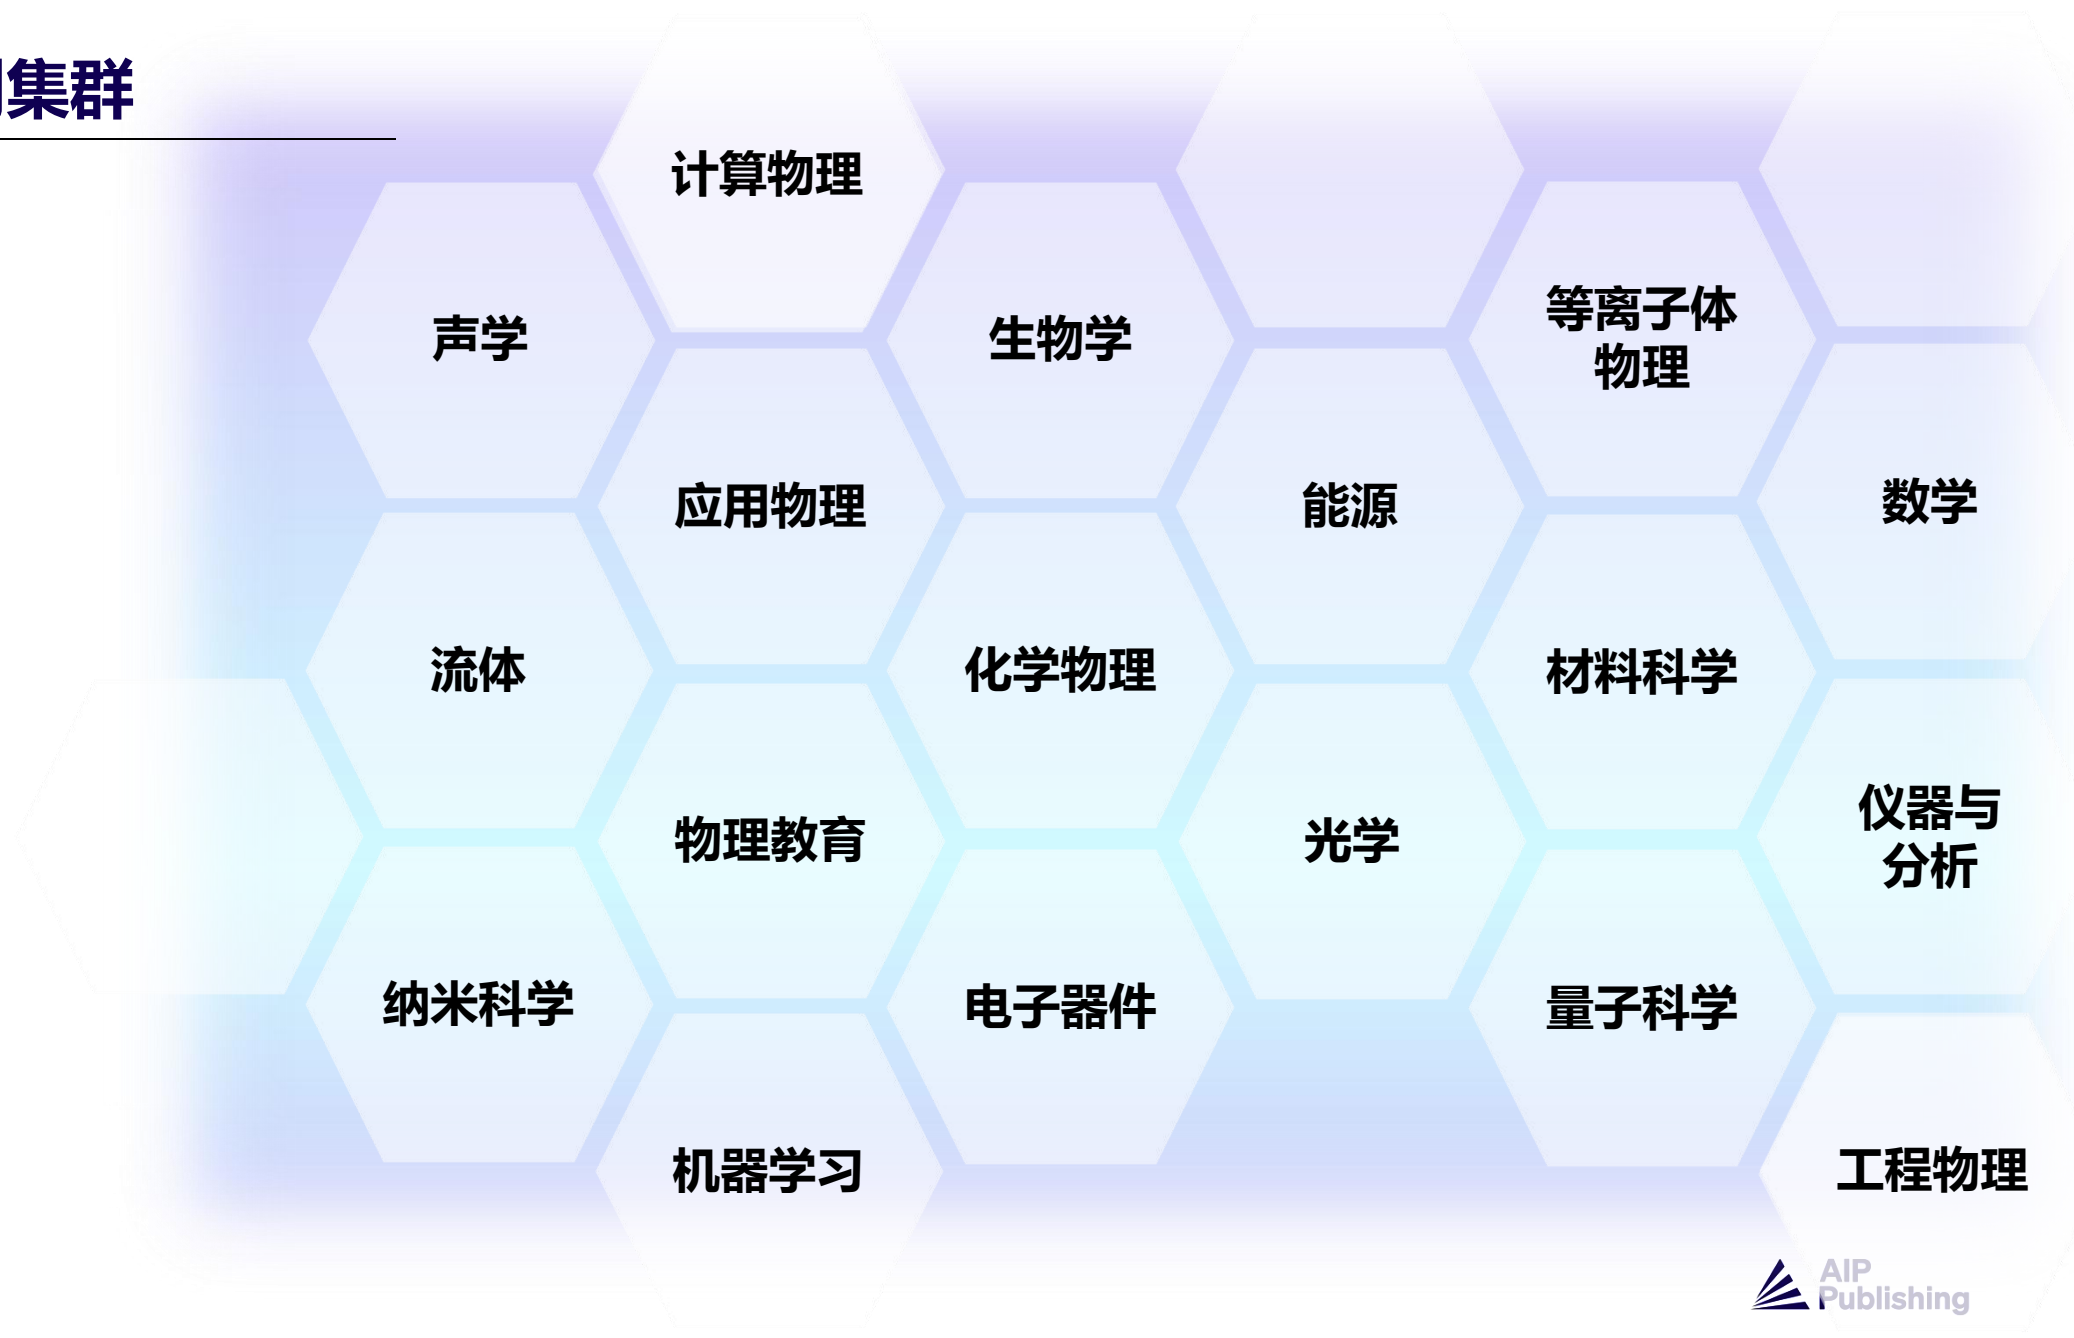 集群
计算物理
声学
生物学
等离子体
物理
应用物理
能源
数学
流体
化学物理
材料科学
物理教育
光学
仪器与
分析
纳米科学
电子器件
量子科学
机器学习
工程物理
AIP
Publishing